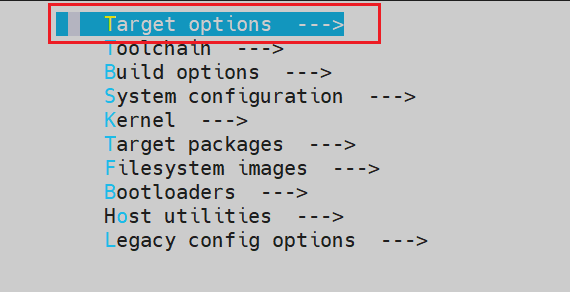 Target options  --->
Toolchain  --->
Build options  --->
System configuration  --->
Kernel  --->
Target packages  --->
Filesystem images  --->
Bootloaders  --->
Host utilities  --->
Legacy config options  --->